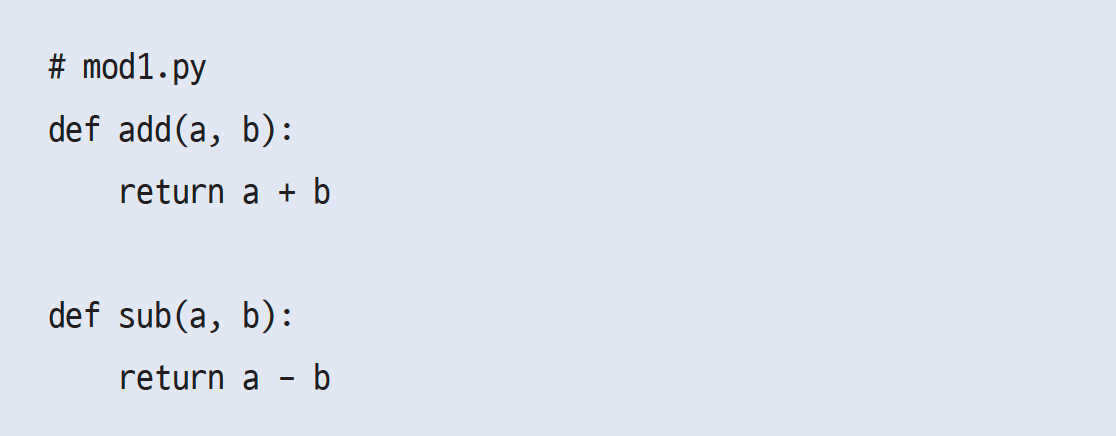 # mod1.py
def add(a, b):
    return a + b

def sub(a, b):
    return a - b